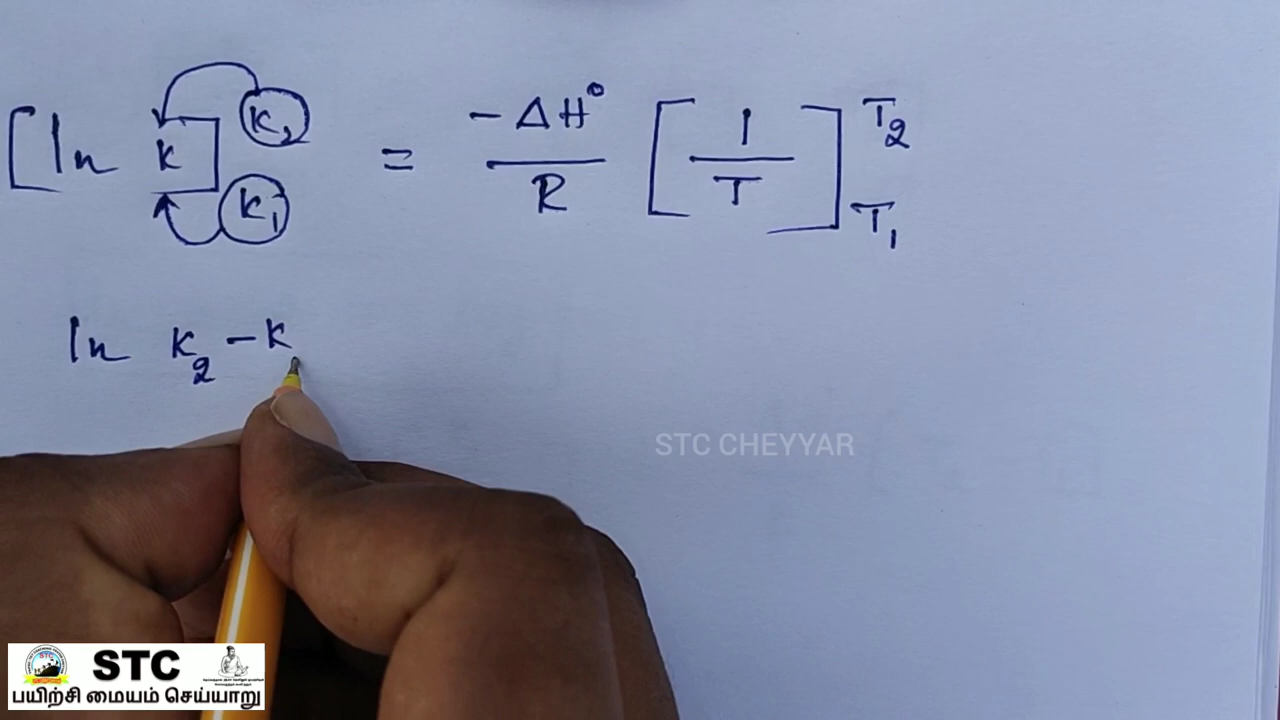 [ln K]
K₂
K₁
= -ΔH° / R [1 / T]
T₂
T₁
ln K₂ - K
STC CHEYYAR
STC
பயிற்சி மையம் செய்யாறு